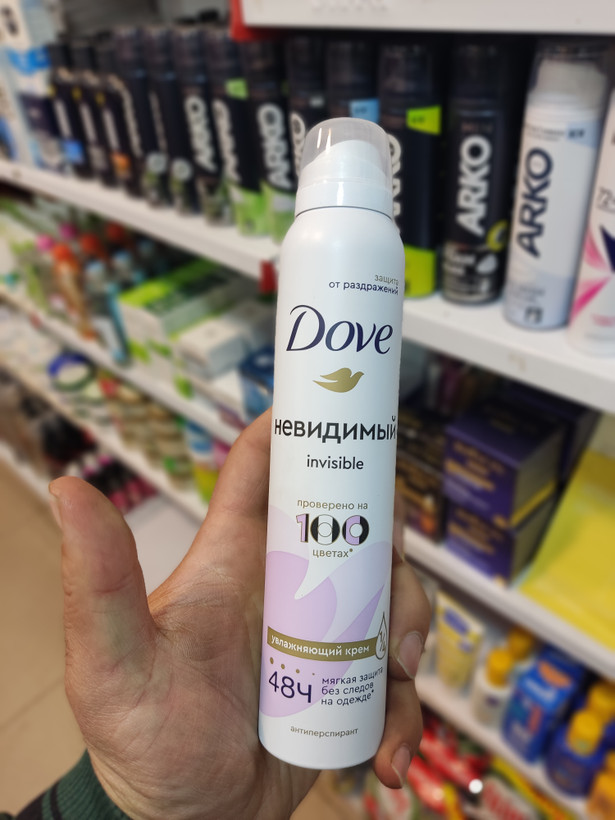 защита
от раздражений
Dove
невидимый
invisible
проверено на
100
цветах*
увлажняющий крем
48ч
мягкая защита
без следов
на одежде*
антиперспирант
ARKO
ARKO
ARKO
ARKO
ARKO